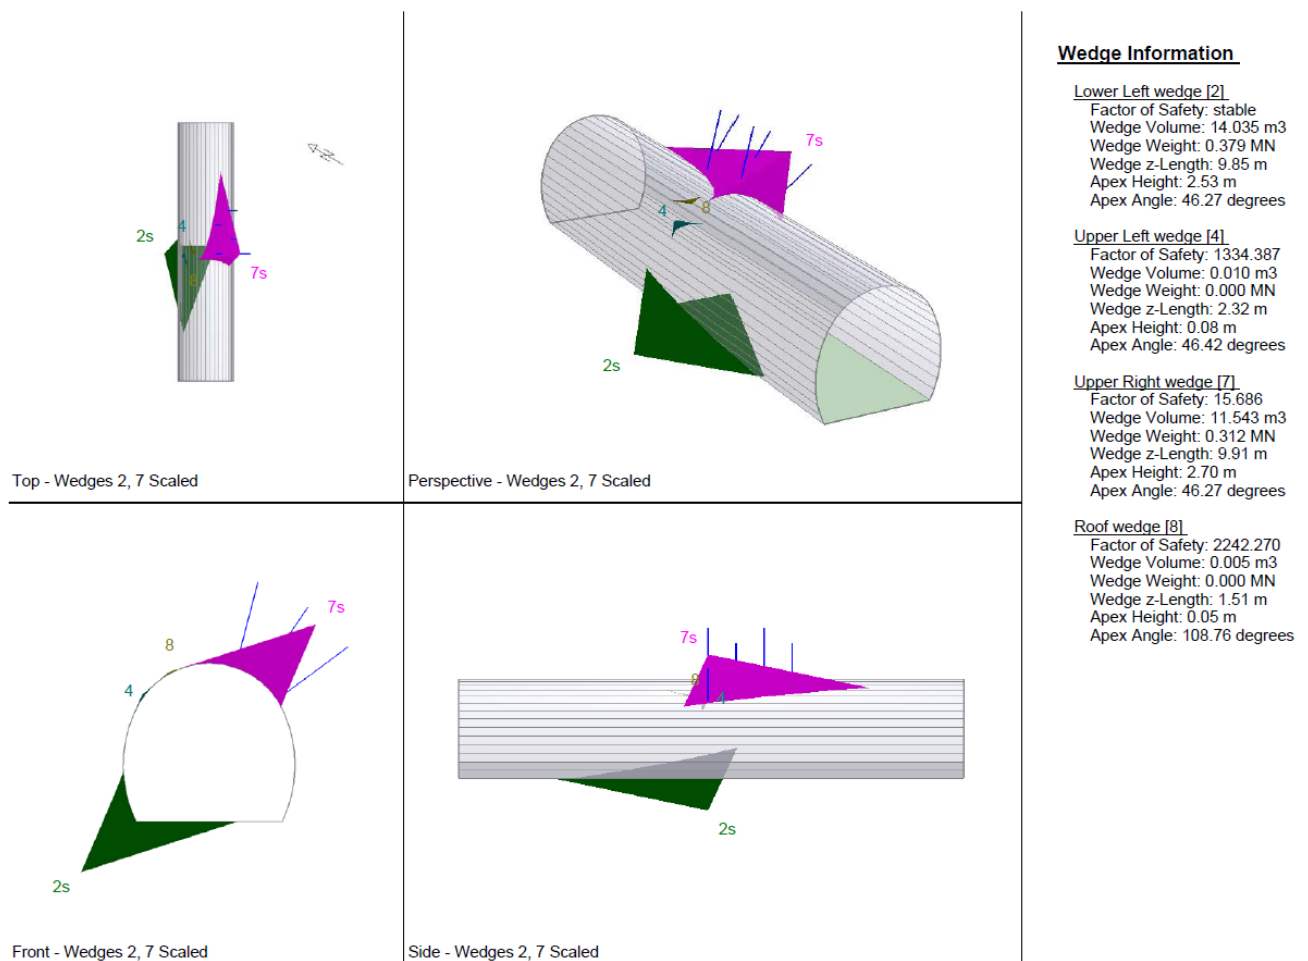 2s
4
8
7s
N
Top - Wedges 2, 7 Scaled
7s
4
8
2s
Perspective - Wedges 2, 7 Scaled
7s
8
4
2s
Front - Wedges 2, 7 Scaled
7s
8
4
2s
Side - Wedges 2, 7 Scaled
Wedge Information
Lower Left wedge [2]
Factor of Safety: stable
Wedge Volume: 14.035 m3
Wedge Weight: 0.379 MN
Wedge z-Length: 9.85 m
Apex Height: 2.53 m
Apex Angle: 46.27 degrees
Upper Left wedge [4]
Factor of Safety: 1334.387
Wedge Volume: 0.010 m3
Wedge Weight: 0.000 MN
Wedge z-Length: 2.32 m
Apex Height: 0.08 m
Apex Angle: 46.42 degrees
Upper Right wedge [7]
Factor of Safety: 15.686
Wedge Volume: 11.543 m3
Wedge Weight: 0.312 MN
Wedge z-Length: 9.91 m
Apex Height: 2.70 m
Apex Angle: 46.27 degrees
Roof wedge [8]
Factor of Safety: 2242.270
Wedge Volume: 0.005 m3
Wedge Weight: 0.000 MN
Wedge z-Length: 1.51 m
Apex Height: 0.05 m
Apex Angle: 108.76 degrees